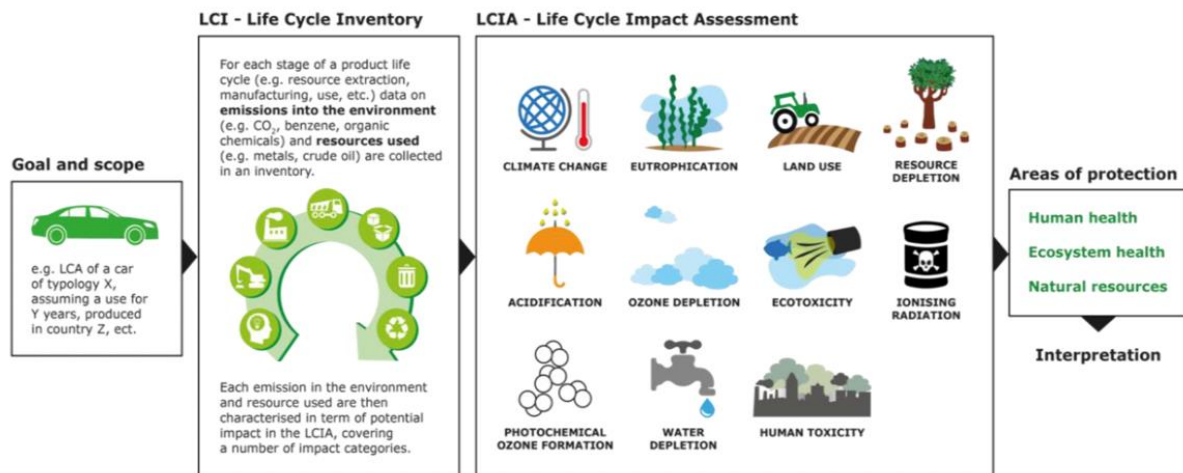 Goal and scope
e.g. LCA of a car
of typology X,
assuming a use for
Y years, produced
in country Z, ect.
LCI - Life Cycle Inventory
For each stage of a product life
cycle (e.g. resource extraction,
manufacturing, use, etc.) data on
emissions into the environment
(e.g. CO₂, benzene, organic
chemicals) and resources used
(e.g. metals, crude oil) are collected
in an inventory.
Each emission in the environment
and resource used are then
characterised in term of potential
impact in the LCIA, covering
a number of impact categories.
LCIA - Life Cycle Impact Assessment
CLIMATE CHANGE
EUTROPHICATION
LAND USE
RESOURCE
DEPLETION
ACIDIFICATION
OZONE DEPLETION
ECOTOXICITY
IONISING
RADIATION
PHOTOCHEMICAL
OZONE FORMATION
WATER
DEPLETION
HUMAN TOXICITY
Areas of protection
Human health
Ecosystem health
Natural resources
Interpretation